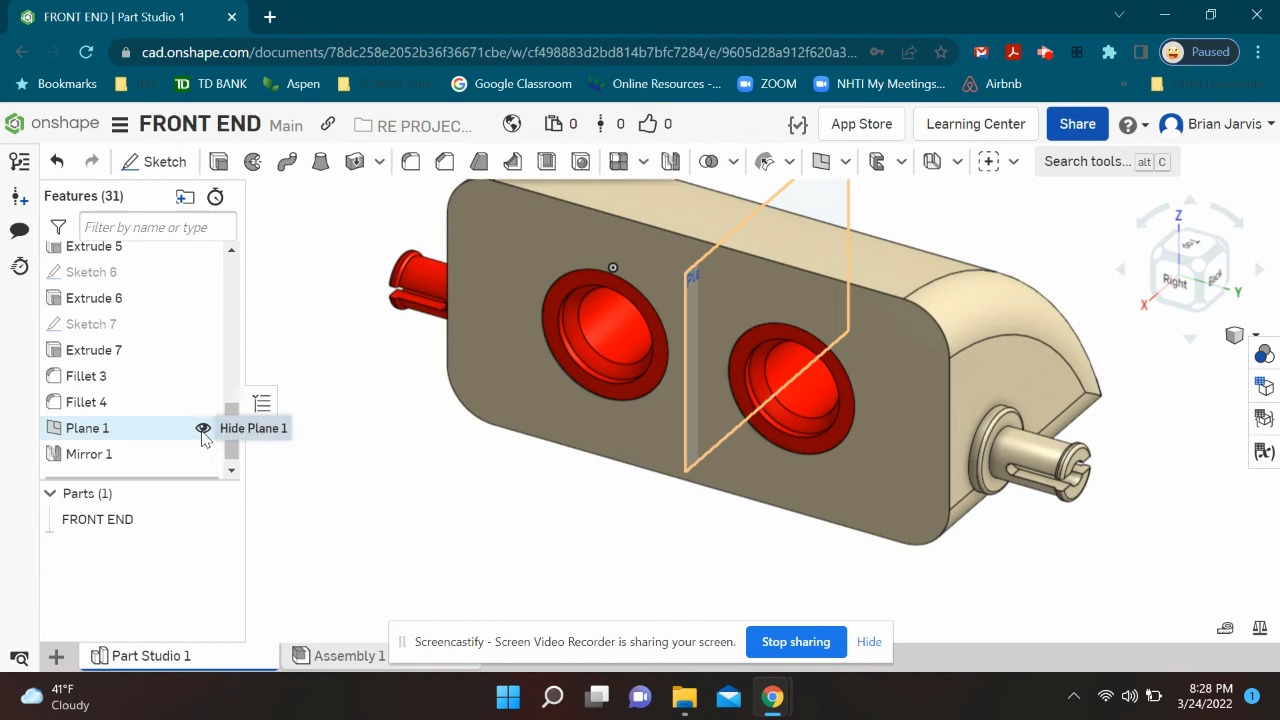 FRONT END | Part Studio 1
cad.onshape.com/documents/78dc258e2052b36f36671cbe/w/cf498883d2bd814b7bfc7284/e/9605d28a912f620a3...
Paused
Bookmarks
TD BANK
Aspen
Google Classroom
Online Resources -...
ZOOM
NHTI My Meetings...
Airbnb
onshape
FRONT END
Main
RE PROJEC...
0
0
0
App Store
Learning Center
Share
Brian Jarvis
Sketch
Search tools... alt C
Features (31)
Filter by name or type
Extrude 5
Sketch 6
Extrude 6
Sketch 7
Extrude 7
Fillet 3
Fillet 4
Plane 1
Hide Plane 1
Mirror 1
Parts (1)
FRONT END
Z
Top
Right
Back
X
Y
Part Studio 1
Assembly 1
Screencastify - Screen Video Recorder is sharing your screen.
Stop sharing
Hide
41°F
Cloudy
8:28 PM
3/24/2022
1